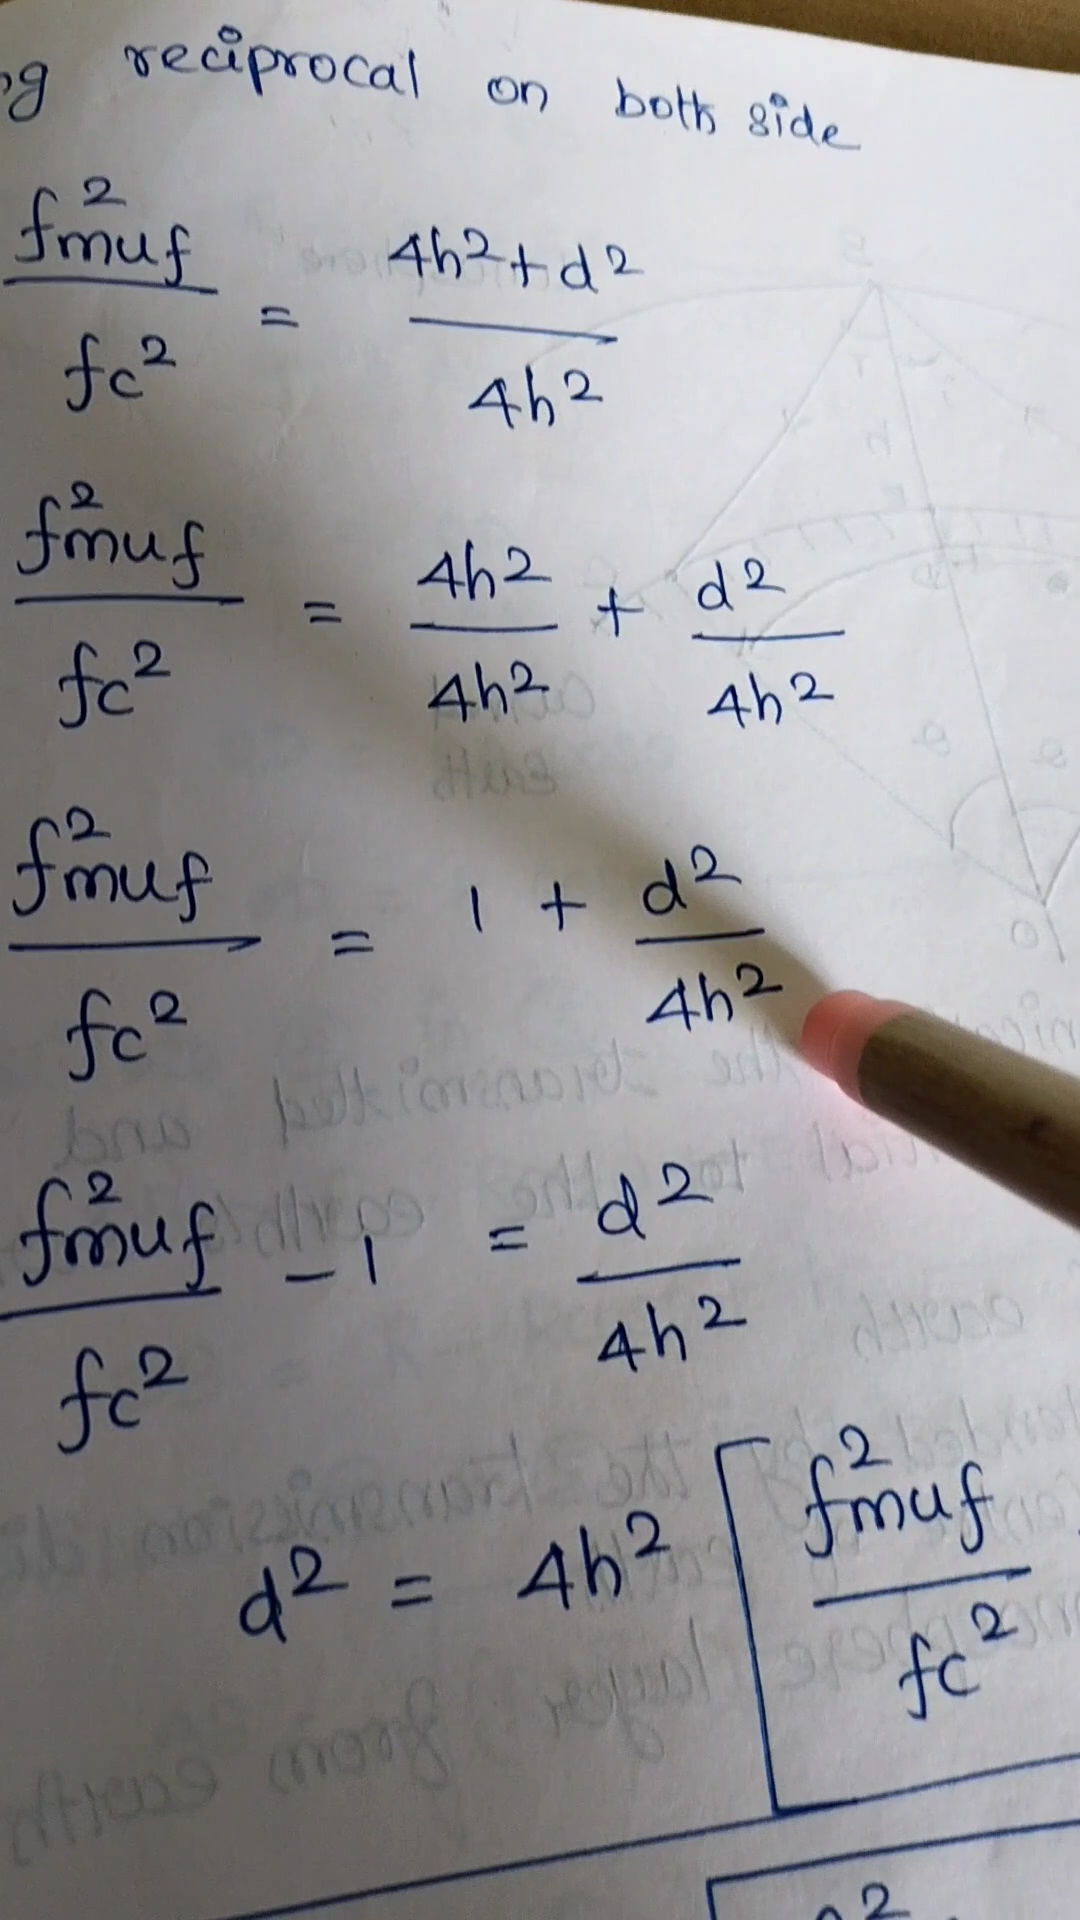 reciprocal on both side
f²muf / fc² = 4h² + d² / 4h²
f²muf / fc² = 4h² / 4h² + d² / 4h²
f²muf / fc² = 1 + d² / 4h²
f²muf / fc² - 1 = d² / 4h²
d² = 4h² [ f²muf / fc²